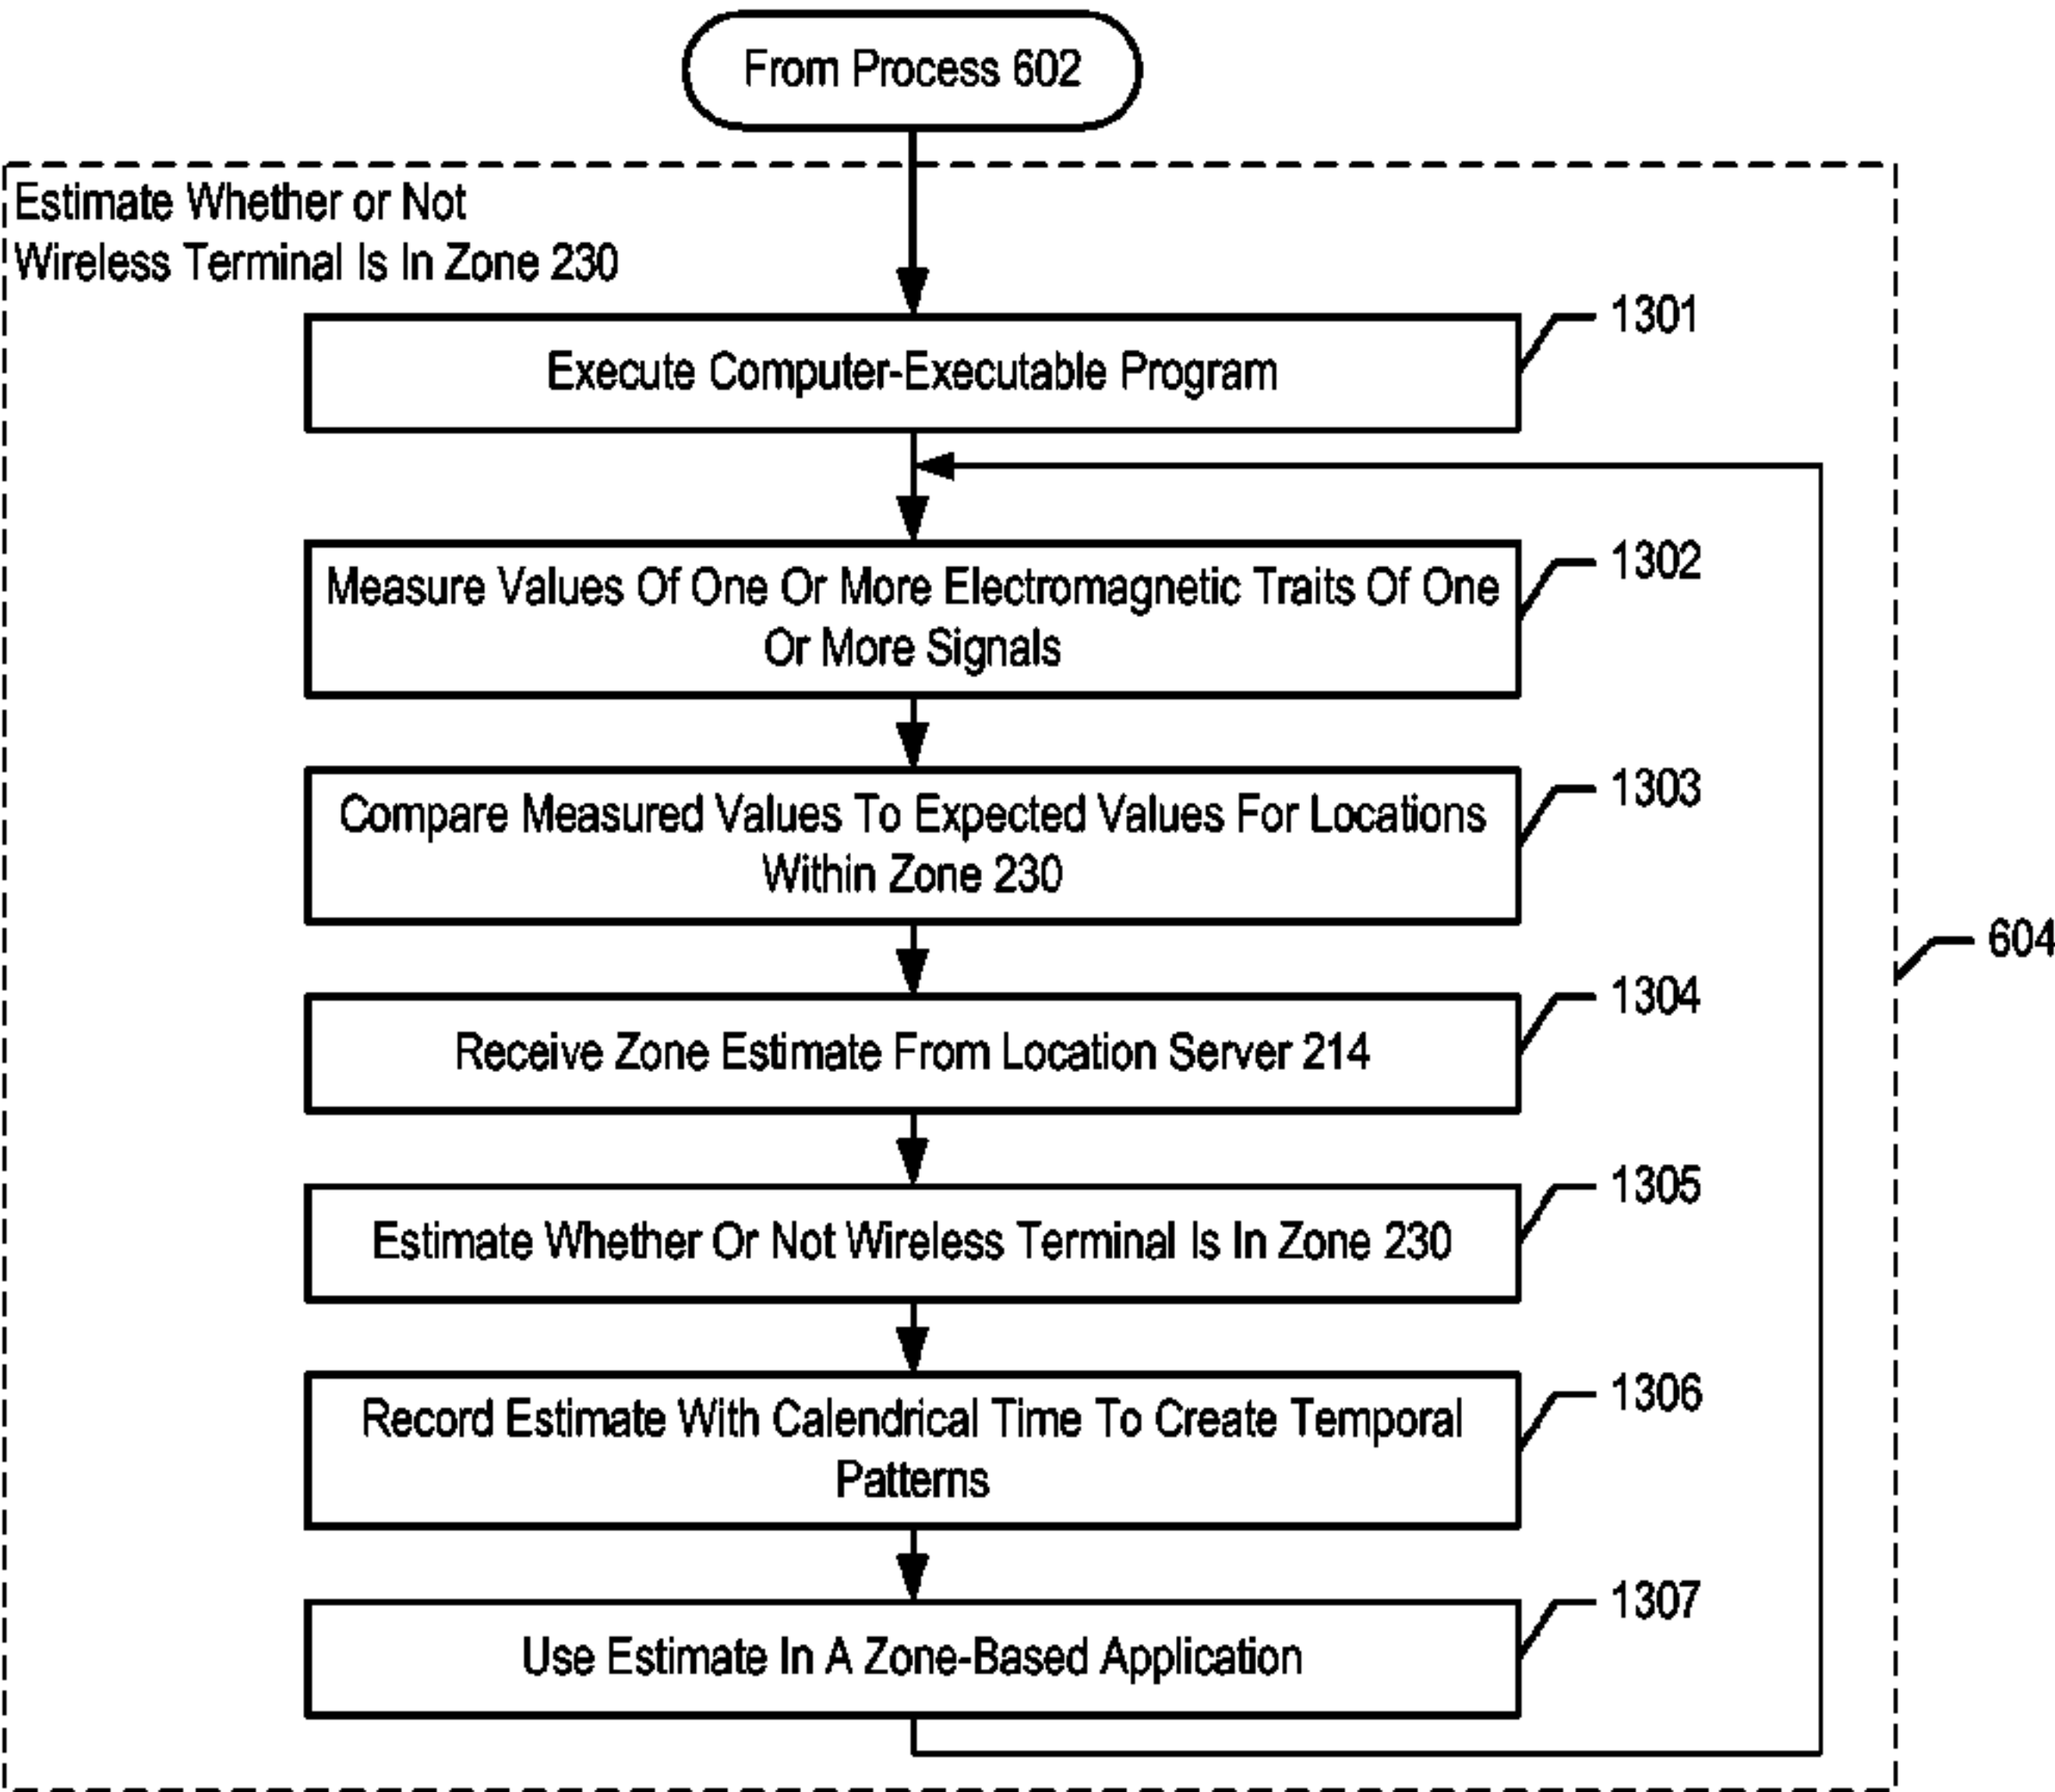 From Process 602
Estimate Whether or Not
Wireless Terminal Is In Zone 230
1301
Execute Computer-Executable Program
1302
Measure Values Of One Or More Electromagnetic Traits Of One
Or More Signals
1303
Compare Measured Values To Expected Values For Locations
Within Zone 230
604
1304
Receive Zone Estimate From Location Server 214
1305
Estimate Whether Or Not Wireless Terminal Is In Zone 230
1306
Record Estimate With Calendrical Time To Create Temporal
Patterns
1307
Use Estimate In A Zone-Based Application